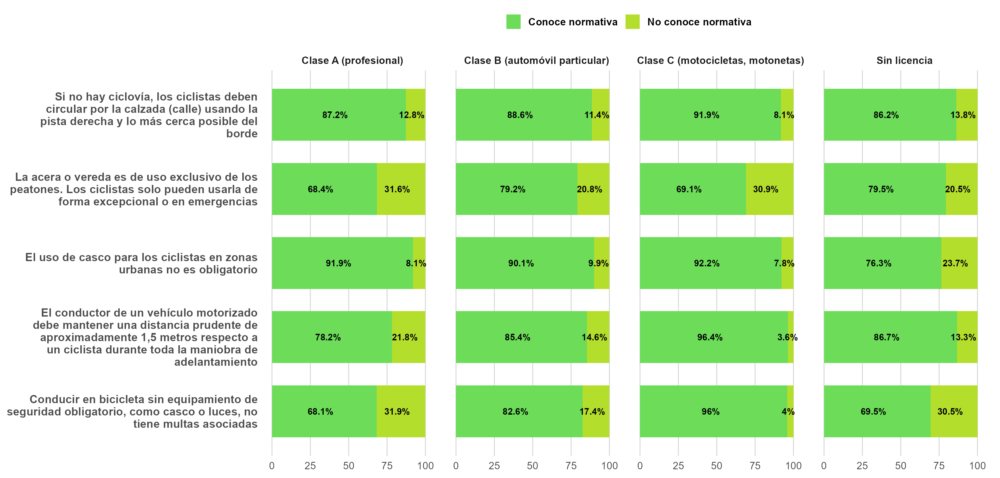 Conoce normativa No conoce normativa
Clase A (profesional) Clase B (automóvil particular) Clase C (motocicletas, motonetas) Sin licencia
Si no hay ciclovía, los ciclistas deben
circular por la calzada (calle) usando la
pista derecha y lo más cerca posible del
borde
87.2% 12.8% 88.6% 11.4% 91.9% 8.1% 86.2% 13.8%
La acera o vereda es de uso exclusivo de los
peatones. Los ciclistas solo pueden usarla de
forma excepcional o en emergencias
68.4% 31.6% 79.2% 20.8% 69.1% 30.9% 79.5% 20.5%
El uso de casco para los ciclistas en zonas
urbanas no es obligatorio
91.9% 8.1% 90.1% 9.9% 92.2% 7.8% 76.3% 23.7%
El conductor de un vehículo motorizado
debe mantener una distancia prudente de
aproximadamente 1,5 metros respecto a
un ciclista durante toda la maniobra de
adelantamiento
78.2% 21.8% 85.4% 14.6% 96.4% 3.6% 86.7% 13.3%
Conducir en bicicleta sin equipamiento de
seguridad obligatorio, como casco o luces, no
tiene multas asociadas
68.1% 31.9% 82.6% 17.4% 96% 4% 69.5% 30.5%
0 25 50 75 100 0 25 50 75 100 0 25 50 75 100 0 25 50 75 100